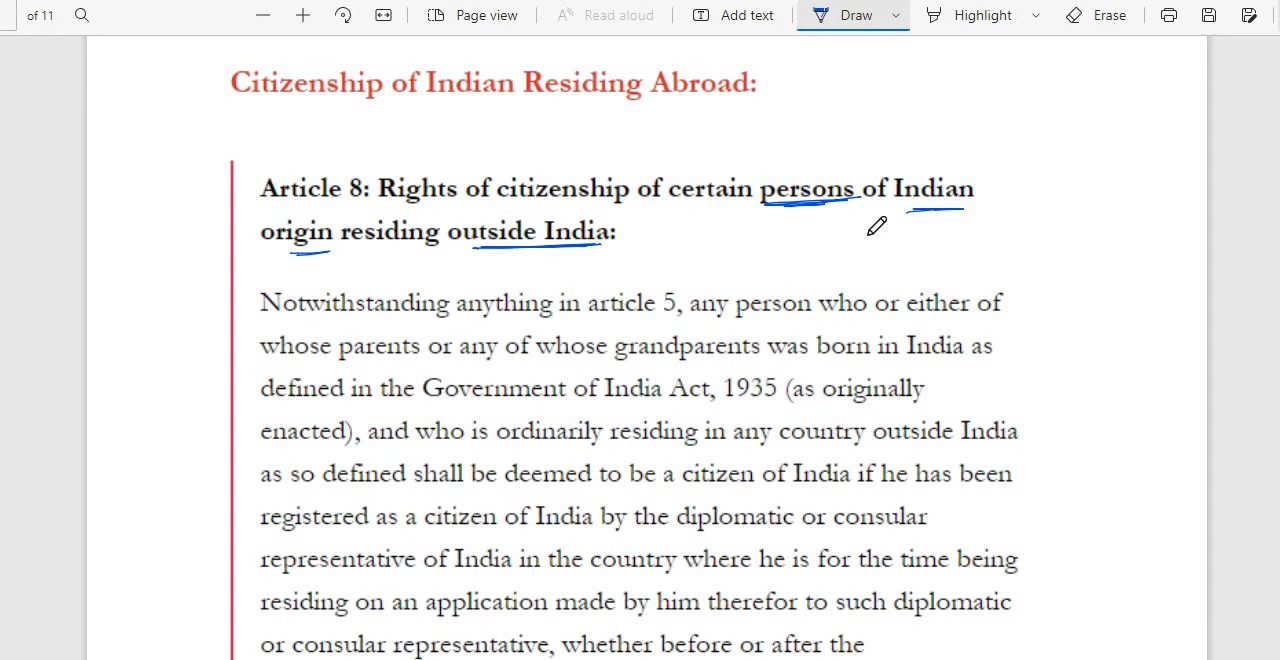 of 11 Page view Read aloud Add text Draw Highlight Erase
Citizenship of Indian Residing Abroad:
Article 8: Rights of citizenship of certain persons of Indian
origin residing outside India:
Notwithstanding anything in article 5, any person who or either of
whose parents or any of whose grandparents was born in India as
defined in the Government of India Act, 1935 (as originally
enacted), and who is ordinarily residing in any country outside India
as so defined shall be deemed to be a citizen of India if he has been
registered as a citizen of India by the diplomatic or consular
representative of India in the country where he is for the time being
residing on an application made by him therefor to such diplomatic
or consular representative, whether before or after the